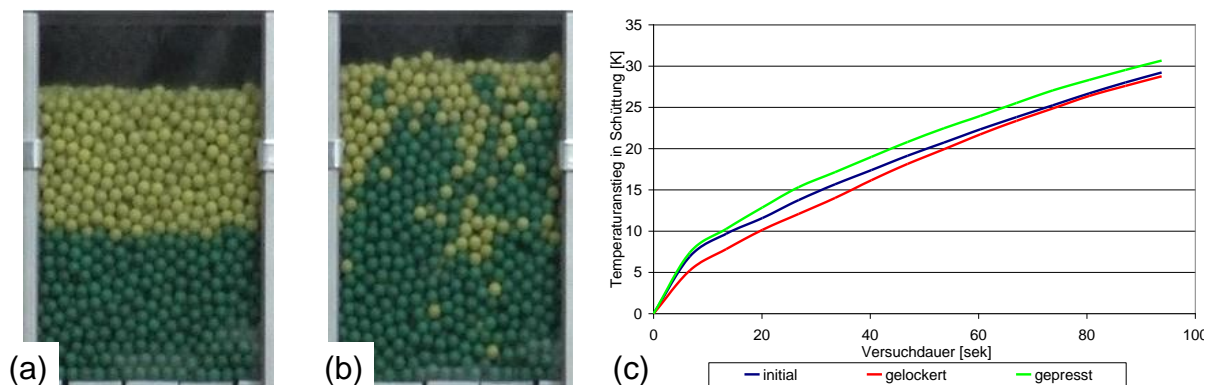 (a)
(b)
(c)
Temperaturanstieg in Schüttung [K]
35
30
25
20
15
10
5
0
0 20 40 60 80 100
Versuchdauer [sek]
initial gelockert gepresst